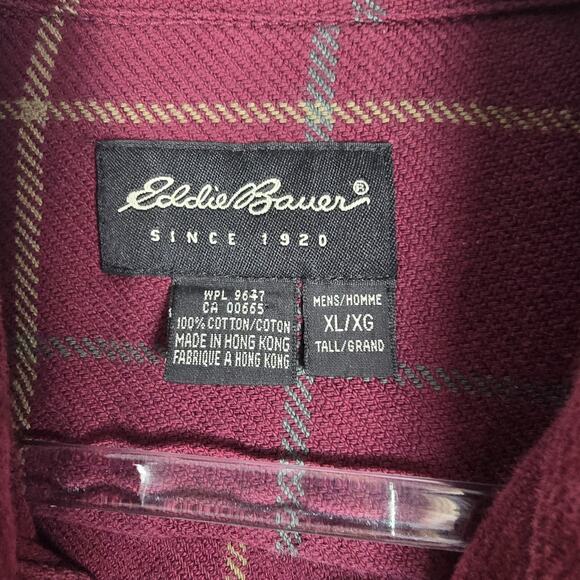 Eddie Bauer®
SINCE 1920
WPL 9647
CA 00665
100% COTTON/COTON
MADE IN HONG KONG
FABRIQUE A HONG KONG
MENS/HOMME
XL/XG
TALL/GRAND